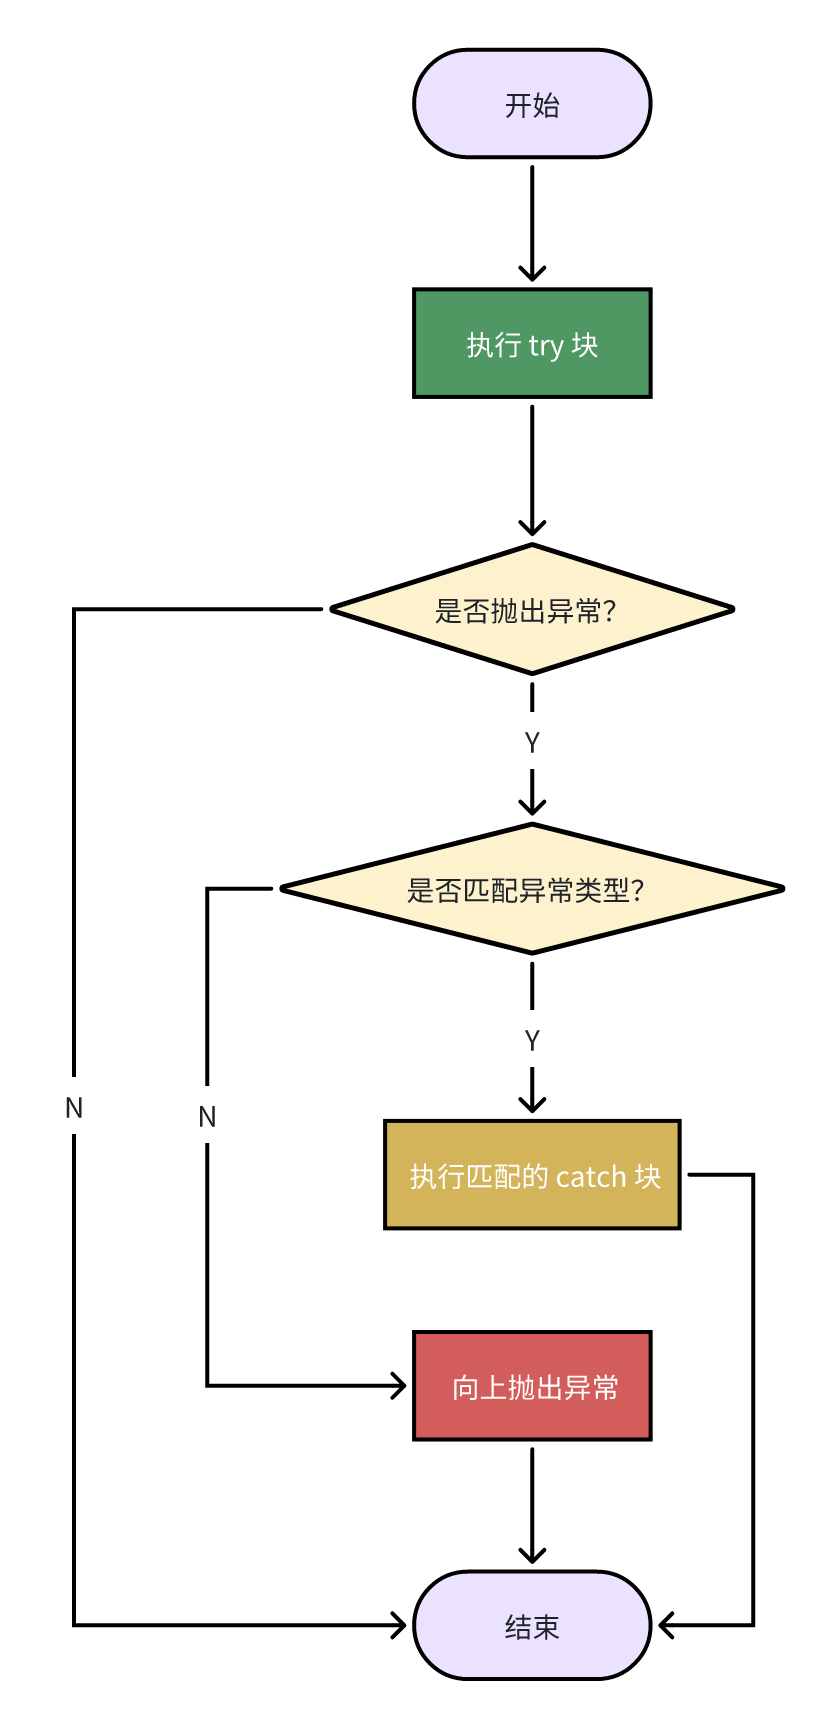 开始
执行 try 块
是否抛出异常?
Y
是否匹配异常类型?
Y
N
N
执行匹配的 catch 块
向上抛出异常
结束